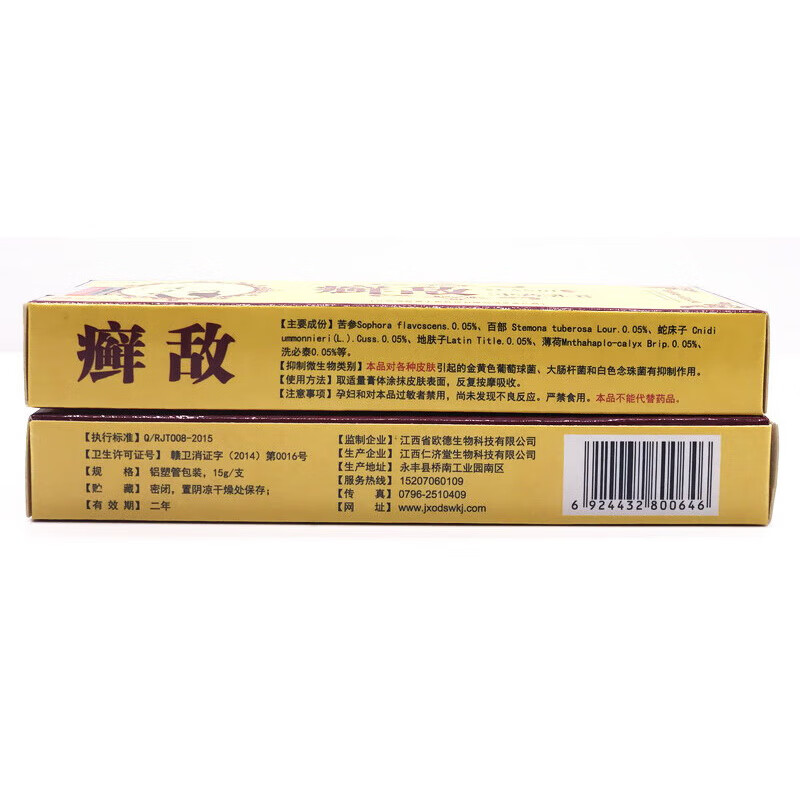 癣敌
【主要成份】苦参Sophora flavcscens.0.05%、百部 Stemona tuberosa Lour.0.05%、蛇床子 Cnidi
ummonnieri(L.).Cuss.0.05%、地肤子Latin Title.0.05%、薄荷Mnthahaplo-calyx Brip.0.05%、
洗必泰0.05%等。
【抑制微生物类别】本品对各种皮肤引起的金黄色葡萄球菌、大肠杆菌和白色念珠菌有抑制作用。
【使用方法】取适量膏体涂抹皮肤表面，反复按摩吸收。
【注意事项】孕妇和对本品过敏者禁用，尚未发现不良反应。严禁食用。本品不能代替药品。
【执行标准】Q/RJT008-2015
【卫生许可证号】赣卫消证字（2014）第0016号
【规 格】铝塑管包装，15g/支
【贮 藏】密闭，置阴凉干燥处保存；
【有 效 期】二年
【监制企业】江西省欧德生物科技有限公司
【生产企业】江西仁济堂生物科技有限公司
【生产地址】永丰县桥南工业园南区
【服务热线】15207060109
【传 真】0796-2510409
【网 址】www.jxodswkj.com
6 924432 800646